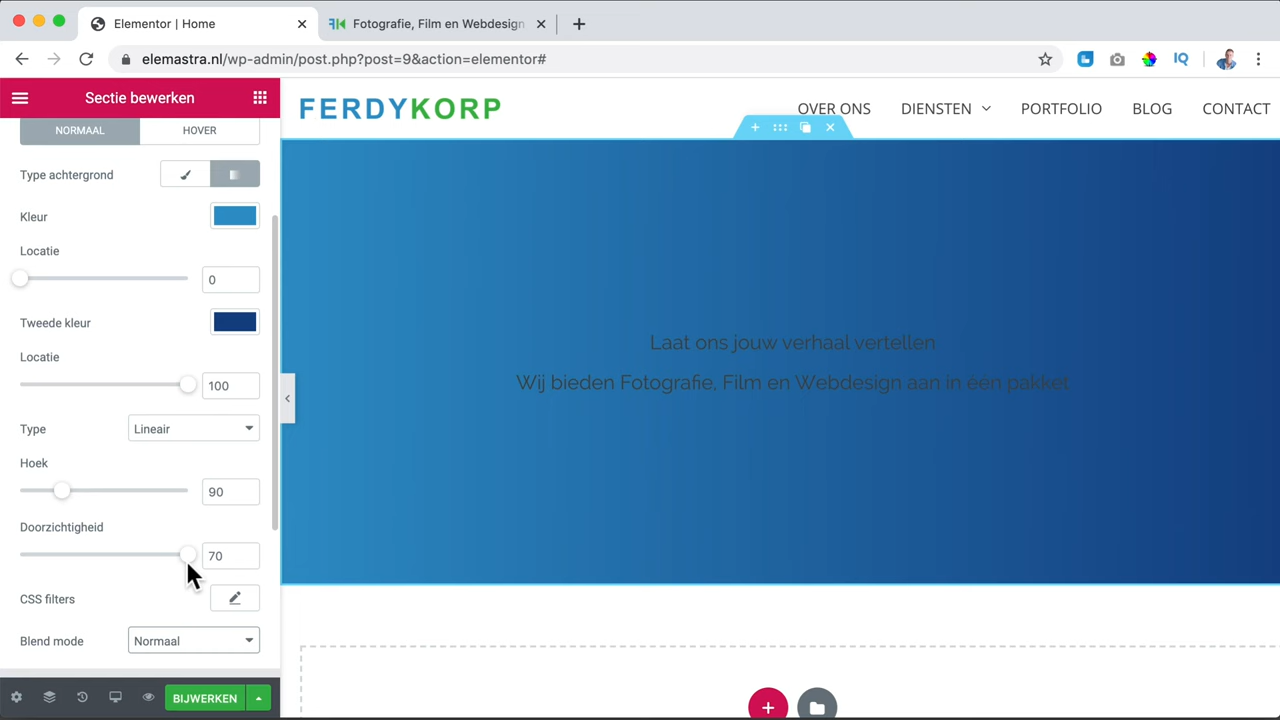 Elementor | Home
Fotografie, Film en Webdesign
elemastra.nl/wp-admin/post.php?post=9&action=elementor#
IQ
Sectie bewerken
FERDYKORP
OVER ONS
DIENSTEN
PORTFOLIO
BLOG
CONTACT
NORMAAL
HOVER
Type achtergrond
Kleur
Locatie
0
Tweede kleur
Locatie
100
Type
Lineair
Hoek
90
Doorzichtigheid
70
CSS filters
Blend mode
Normaal
BIJWERKEN
Laat ons jouw verhaal vertellen
Wij bieden Fotografie, Film en Webdesign aan in één pakket